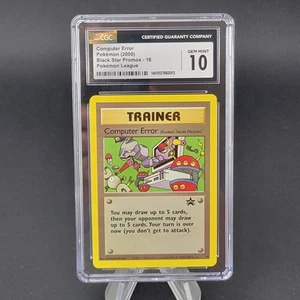 CGC
CERTIFIED GUARANTY COMPANY
Computer Error
Pokémon (2000)
Black Star Promos - 16
Pokémon League
GEM MINT
10
TRAINER
Computer Error
You may draw up to 5 cards,
then your opponent may draw up
to 5 cards. Your turn is over
now (you don't get to attack).